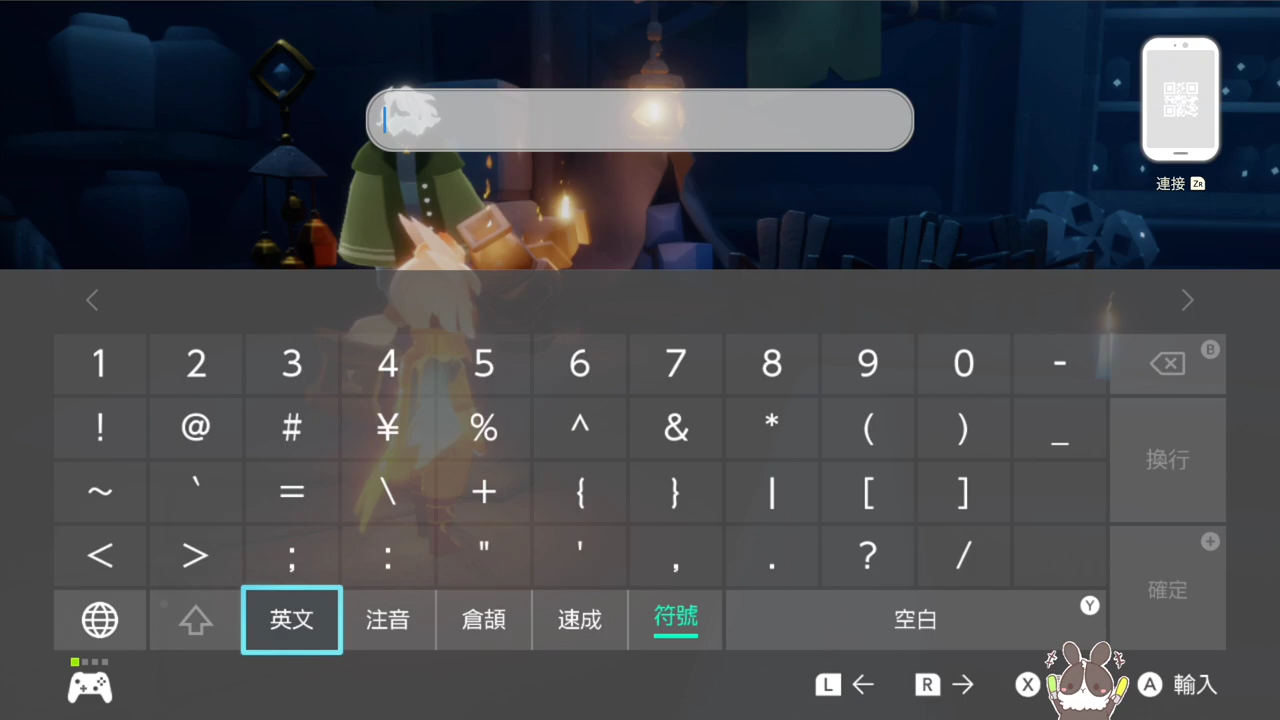 連接 ZR
1 2 3 4 5 6 7 8 9 0 - B
! @ # ¥ % ^ & * ( ) _
換行
~ ` = \ + { } | [ ]
< > ; : " ' , . ? / +
確定
英文 注音 倉頡 速成 符號 空白 Y
L ← R → X A 輸入